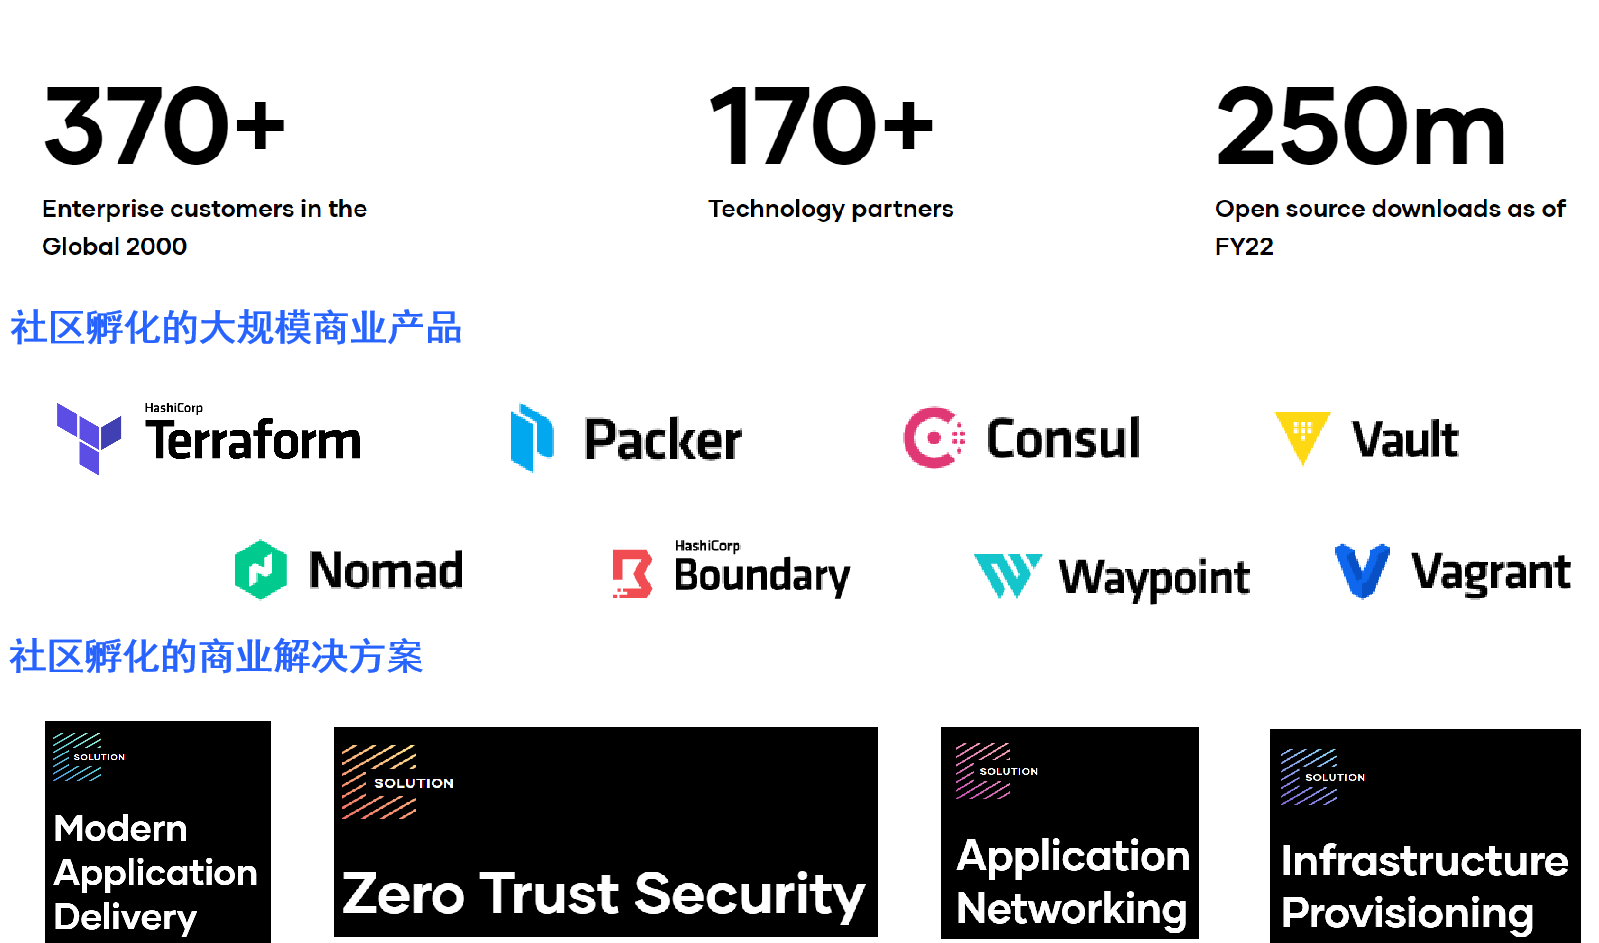 370+
170+
250m
Enterprise customers in the
Global 2000
Technology partners
Open source downloads as of
FY22
社区孵化的大规模商业产品
HashiCorp
Terraform
Packer
Consul
Vault
Nomad
HashiCorp
Boundary
Waypoint
Vagrant
社区孵化的商业解决方案
SOLUTION
Modern
Application
Delivery
SOLUTION
Zero Trust Security
SOLUTION
Application
Networking
SOLUTION
Infrastructure
Provisioning